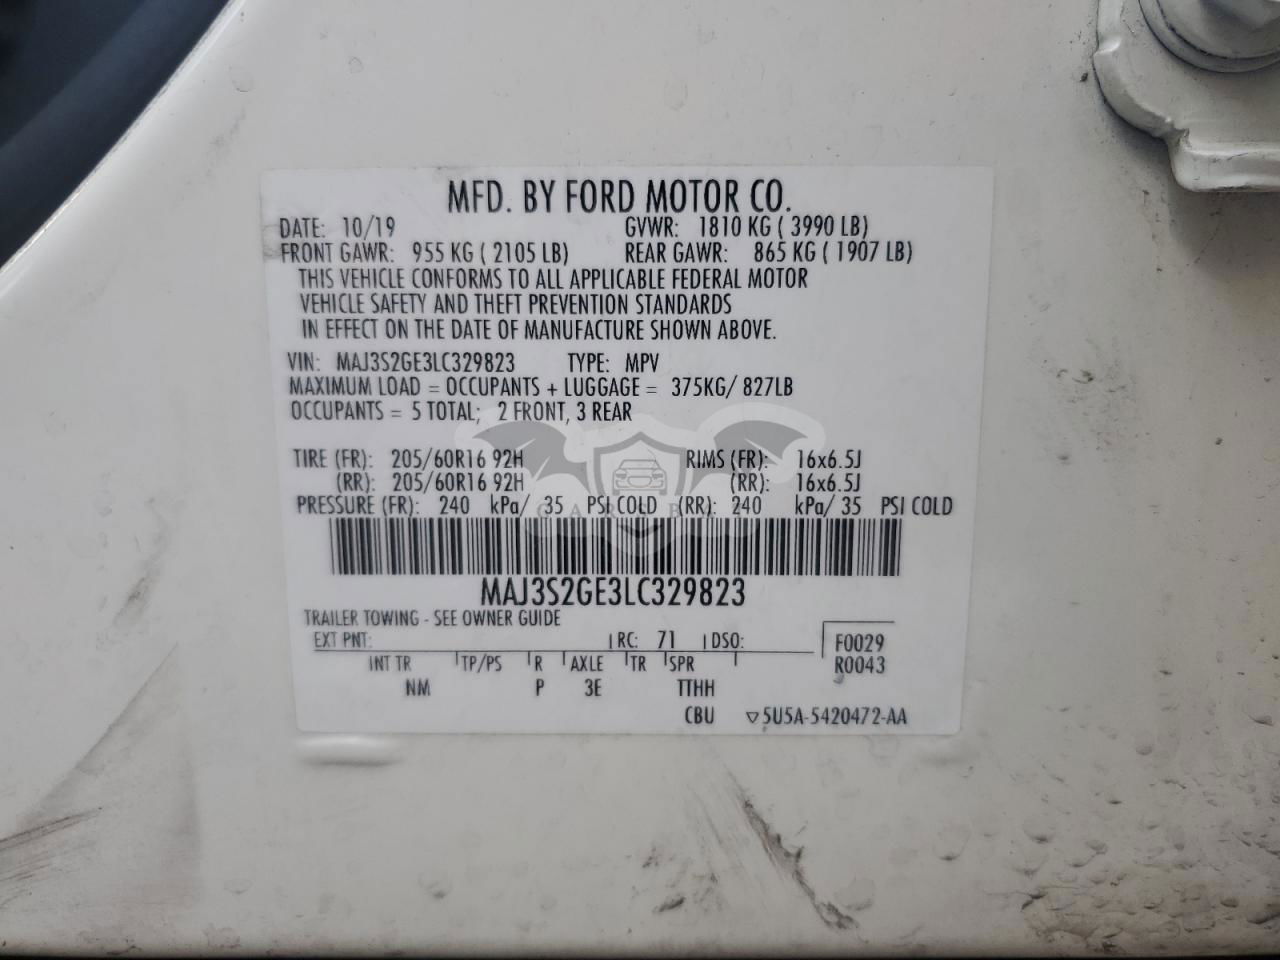 MFD. BY FORD MOTOR CO.
DATE: 10/19 GVWR: 1810 KG ( 3990 LB)
FRONT GAWR: 955 KG ( 2105 LB) REAR GAWR: 865 KG ( 1907 LB)
THIS VEHICLE CONFORMS TO ALL APPLICABLE FEDERAL MOTOR
VEHICLE SAFETY AND THEFT PREVENTION STANDARDS
IN EFFECT ON THE DATE OF MANUFACTURE SHOWN ABOVE.
VIN: MAJ3S2GE3LC329823 TYPE: MPV
MAXIMUM LOAD = OCCUPANTS + LUGGAGE = 375KG/ 827LB
OCCUPANTS = 5 TOTAL; 2 FRONT, 3 REAR
TIRE (FR): 205/60R16 92H RIMS (FR): 16x6.5J
(RR): 205/60R16 92H (RR): 16x6.5J
PRESSURE (FR): 240 kPa/ 35 PSI COLD (RR): 240 kPa/ 35 PSI COLD
MAJ3S2GE3LC329823
TRAILER TOWING - SEE OWNER GUIDE
EXT PNT: RC: 71 DSO: F0029
INT TR TP/PS R AXLE TR SPR R0043
NM P 3E TTHH
CBU ▽5U5A-5420472-AA